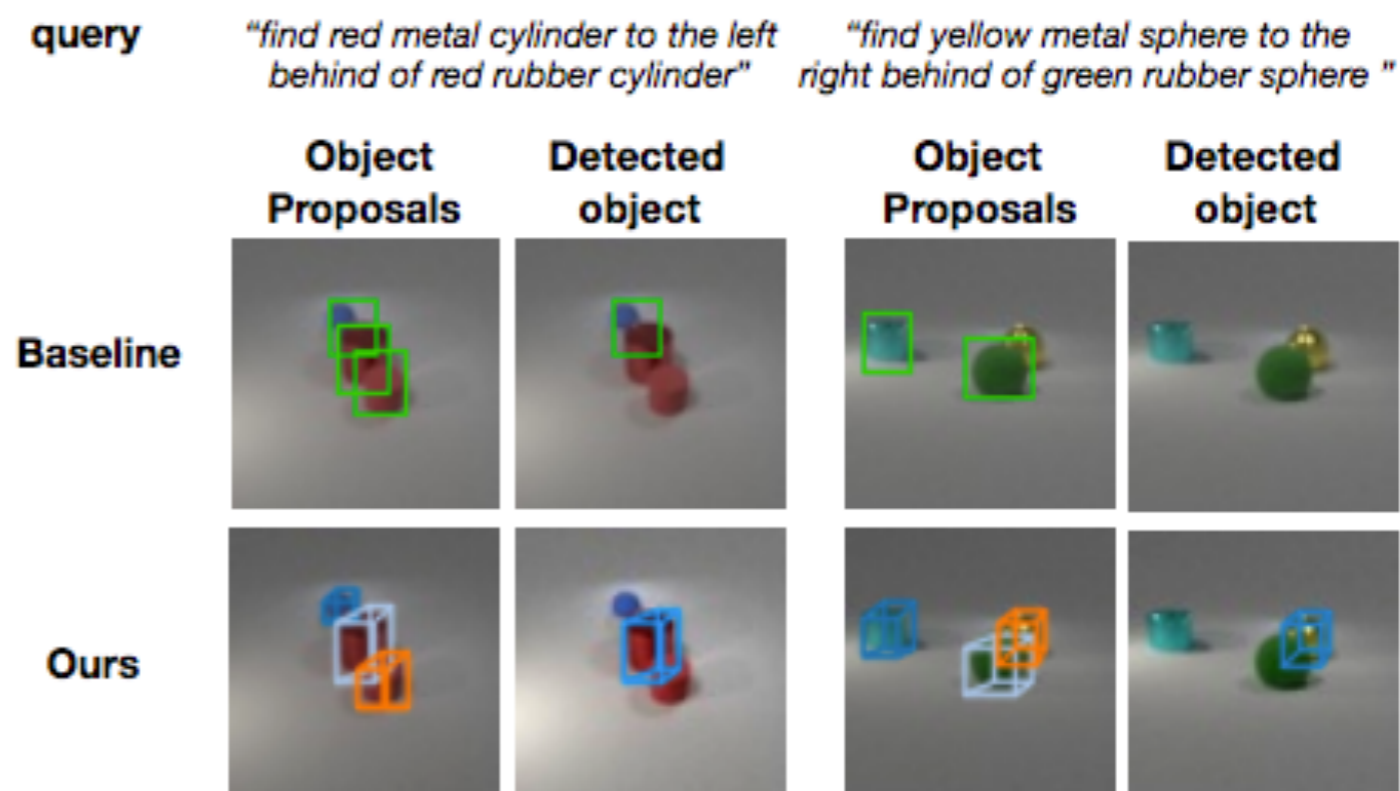 query
“find red metal cylinder to the left
behind of red rubber cylinder”
“find yellow metal sphere to the
right behind of green rubber sphere ”
Object
Proposals
Detected
object
Object
Proposals
Detected
object
Baseline
Ours